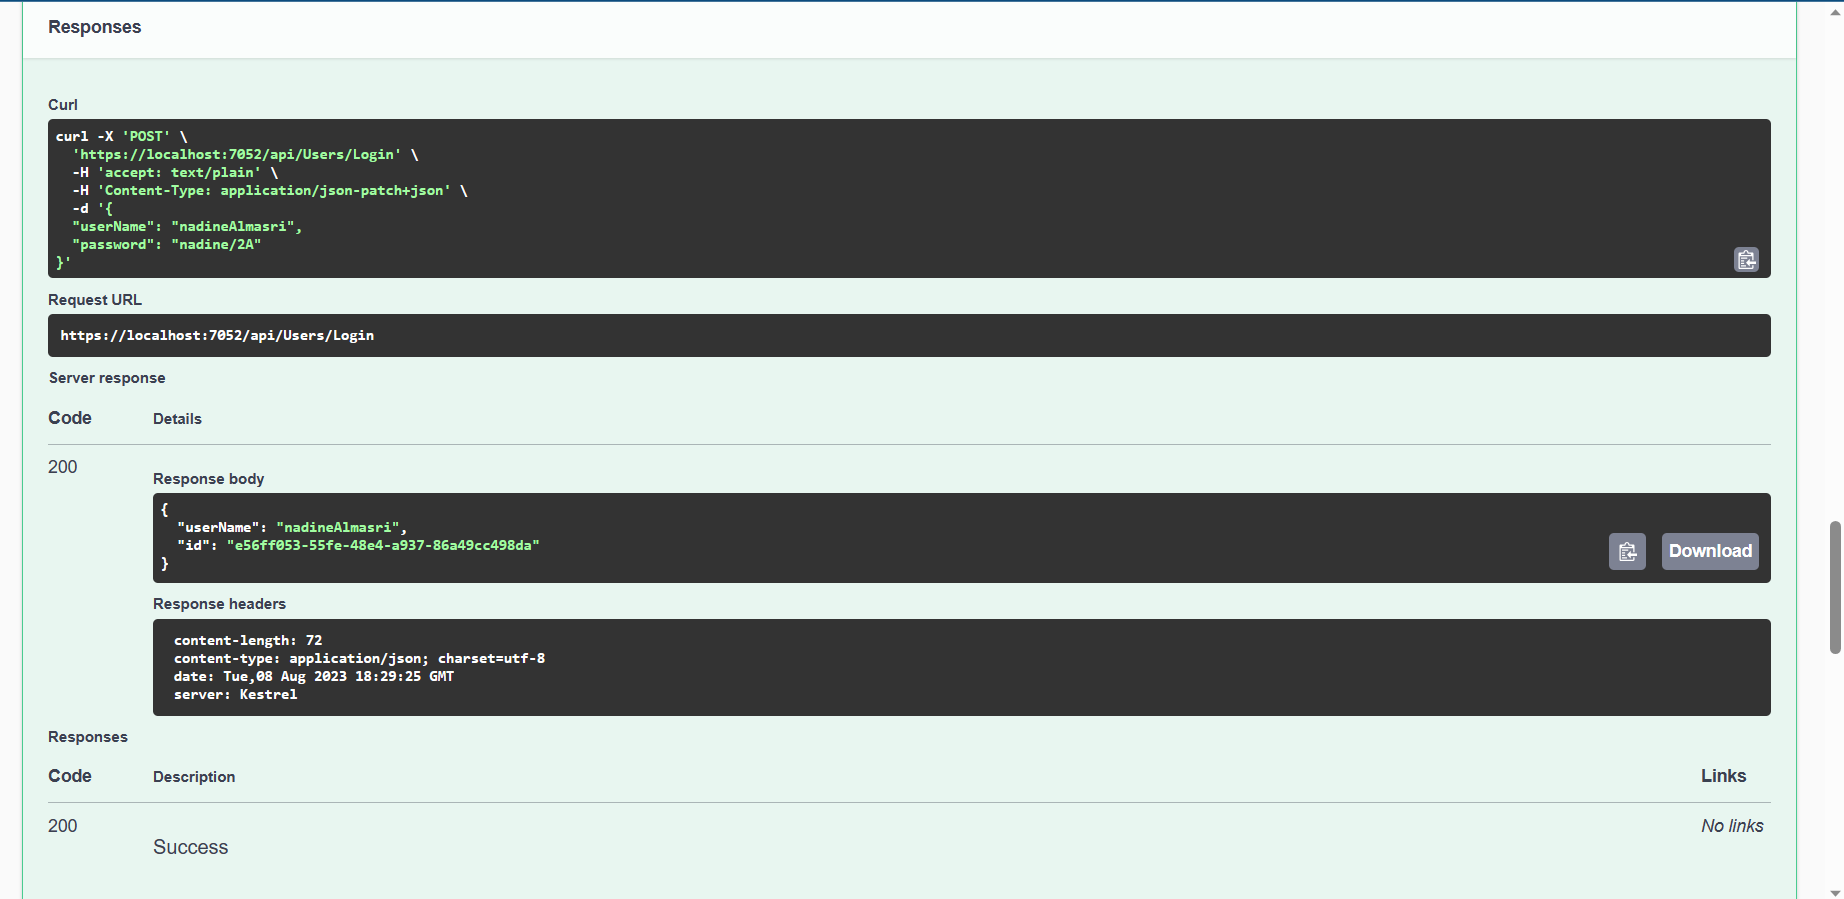 Responses
Curl
curl -X 'POST' \
'https://localhost:7052/api/Users/Login' \
-H 'accept: text/plain' \
-H 'Content-Type: application/json-patch+json' \
-d '{
"userName": "nadineAlmasri",
"password": "nadine/2A"
}'
Request URL
https://localhost:7052/api/Users/Login
Server response
Code Details
200
Response body
{
"userName": "nadineAlmasri",
"id": "e56ff053-55fe-48e4-a937-86a49cc498da"
}
Download
Response headers
content-length: 72
content-type: application/json; charset=utf-8
date: Tue,08 Aug 2023 18:29:25 GMT
server: Kestrel
Responses
Code Description Links
200 No links
Success